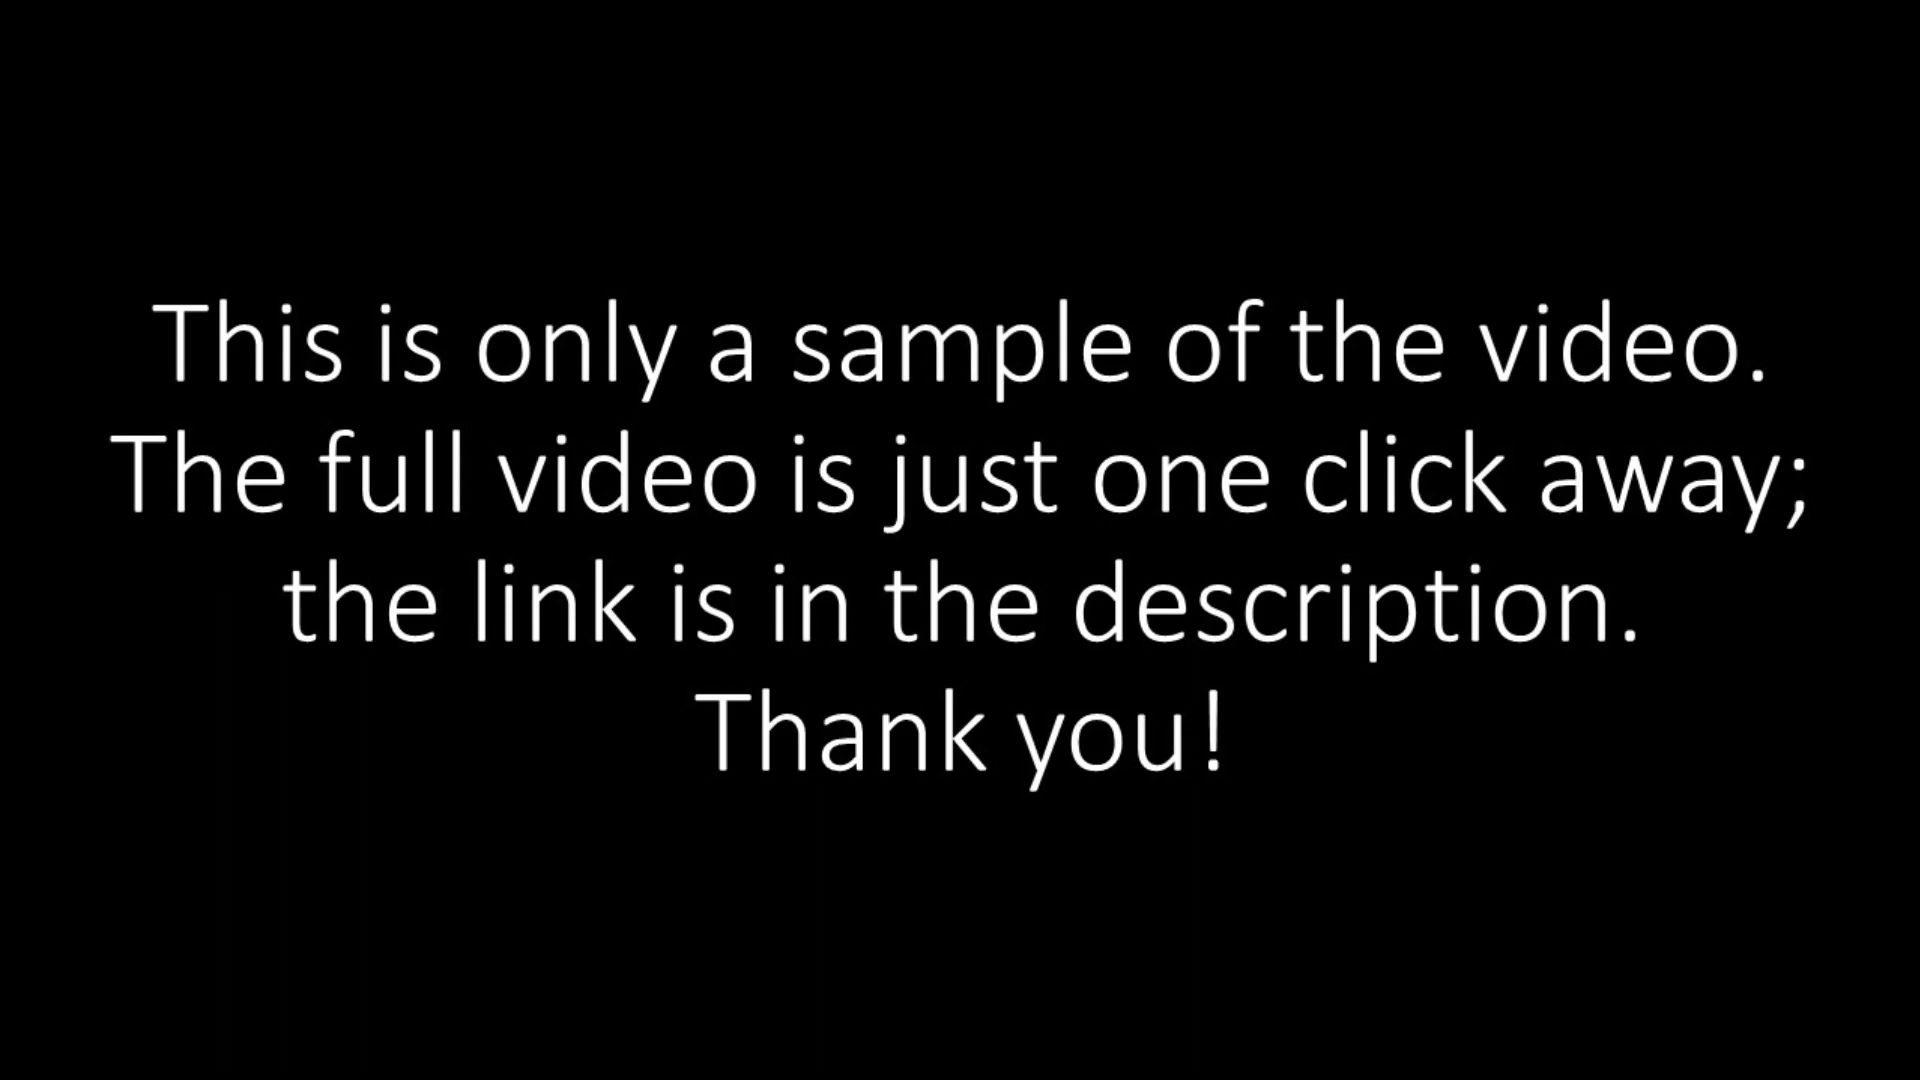 This is only a sample of the video.
The full video is just one click away;
the link is in the description.
Thank you!